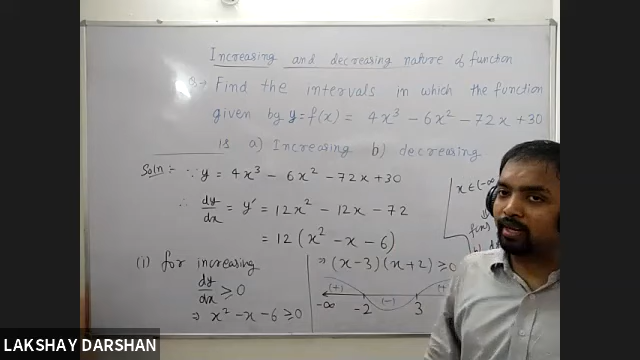 Increasing and decreasing nature of function
Q→ Find the intervals in which the function
given by y = f(x) = 4x³ - 6x² - 72x + 30
is a) Increasing b) decreasing
Soln:- ∵ y = 4x³ - 6x² - 72x + 30
∴ dy/dx = y' = 12x² - 12x - 72
= 12 (x² - x - 6)
(1) for increasing
dy/dx ≥ 0
⇒ x² - x - 6 ≥ 0
⇒ (x-3)(x+2) ≥ 0
(+) (-) (+
-∞ -2 3
x ∈ (-∞
⇓
f(x)
b)
LAKSHAY DARSHAN